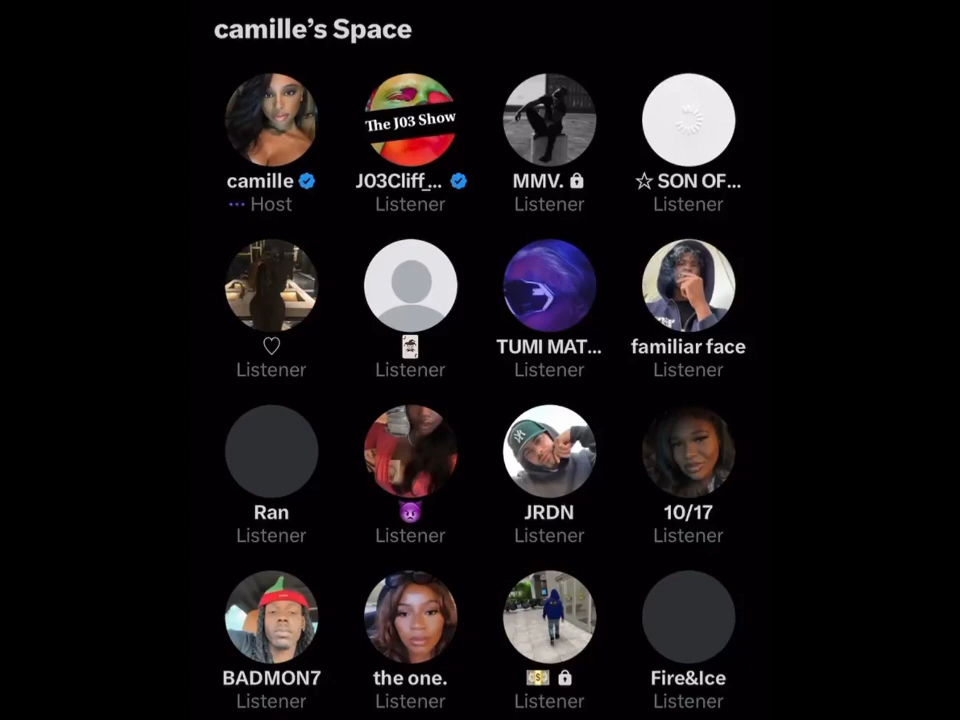 camille’s Space
The J03 Show
camille
J03Cliff_...
MMV.
☆ SON OF...
Host
Listener
Listener
Listener
♡
🃏
TUMI MAT...
familiar face
Listener
Listener
Listener
Listener
Ran
👿
JRDN
10/17
Listener
Listener
Listener
Listener
BADMON7
the one.
💵
Fire&Ice
Listener
Listener
Listener
Listener